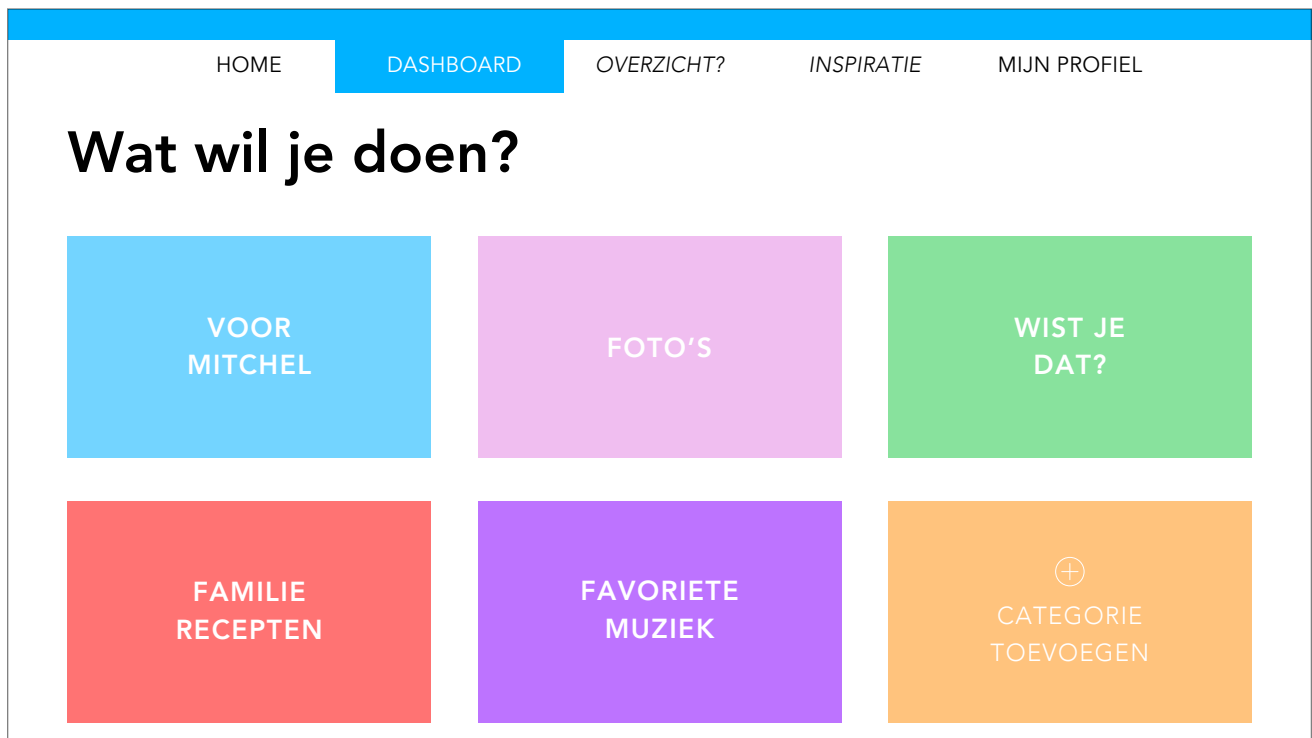 HOME DASHBOARD OVERZICHT? INSPIRATIE MIJN PROFIEL
Wat wil je doen?
VOOR
MITCHEL
FOTO‘S
WIST JE
DAT?
FAMILIE
RECEPTEN
FAVORIETE
MUZIEK
CATEGORIE
TOEVOEGEN